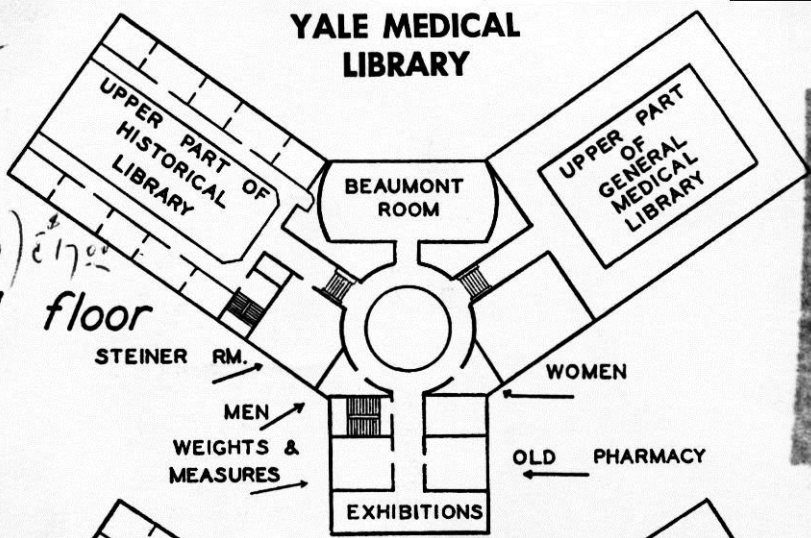 YALE MEDICAL
LIBRARY
UPPER PART OF
HISTORICAL
LIBRARY
BEAUMONT
ROOM
UPPER PART
OF
GENERAL
MEDICAL
LIBRARY
floor
STEINER RM.
MEN
WEIGHTS &
MEASURES
WOMEN
OLD PHARMACY
EXHIBITIONS